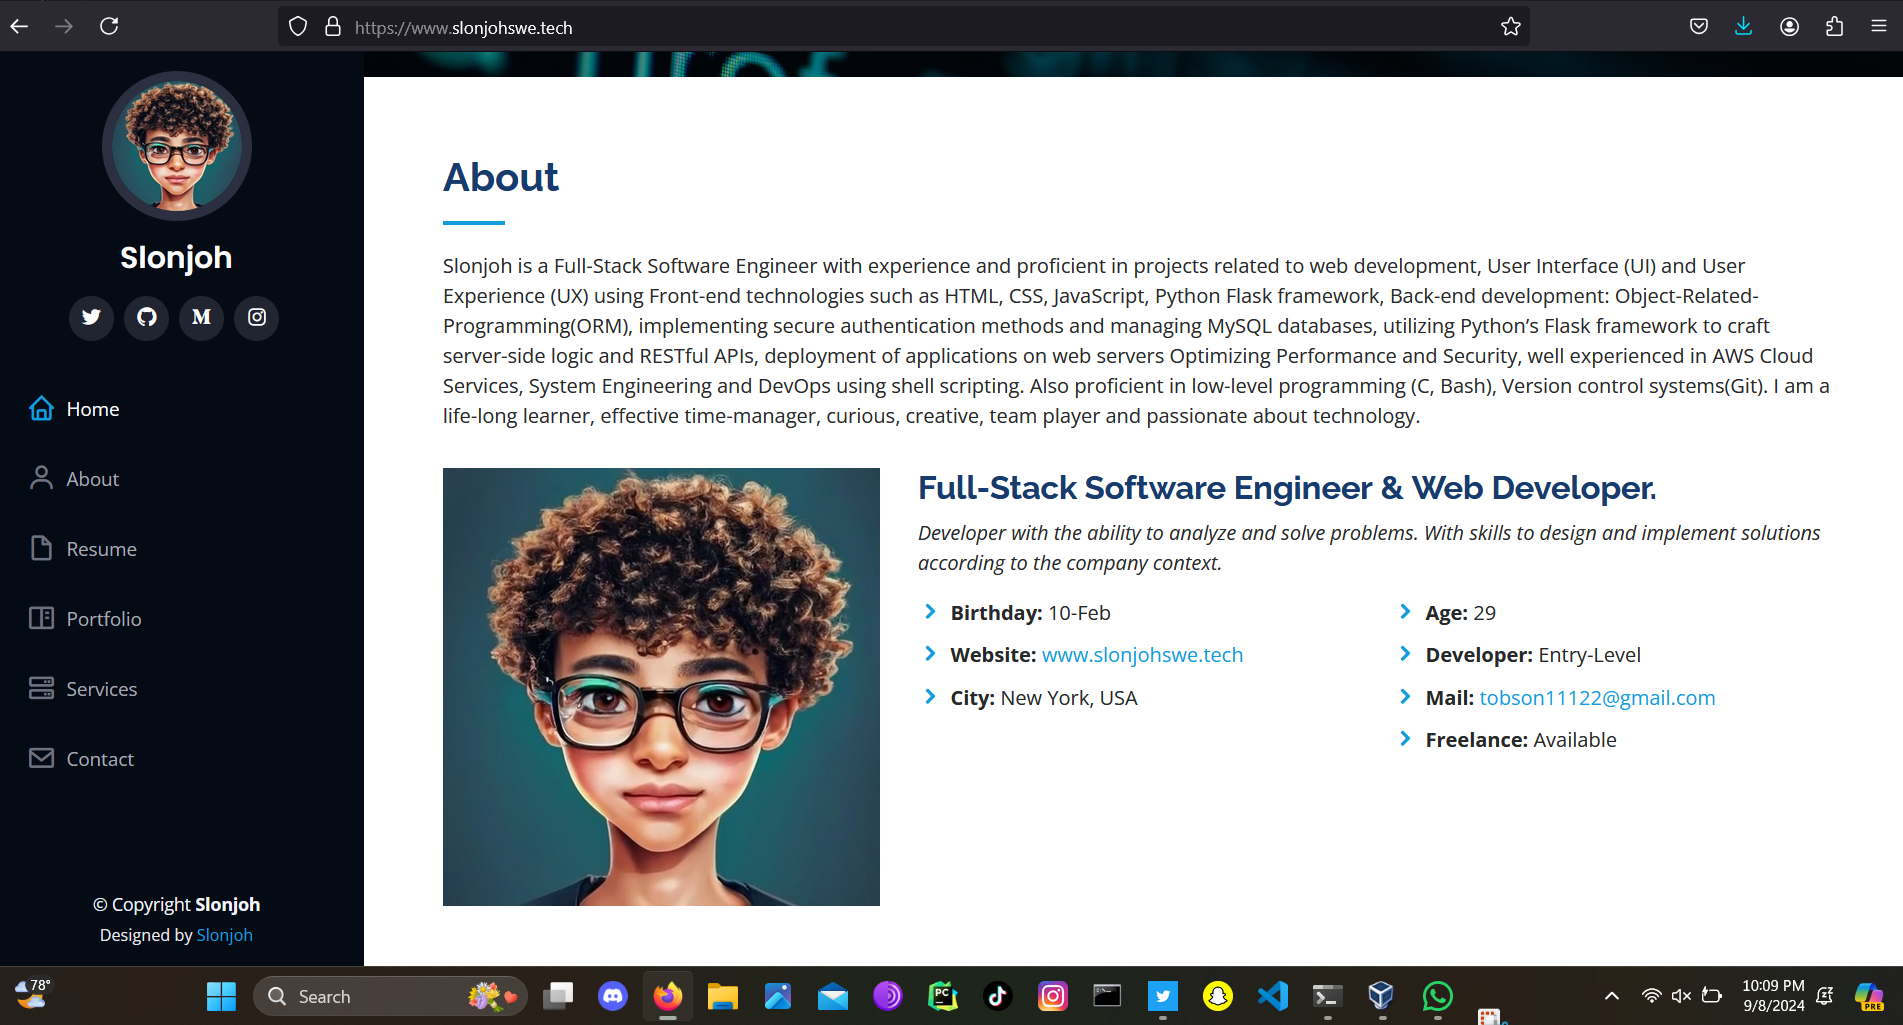 https://www.slonjohswe.tech
Slonjoh
Home
About
Resume
Portfolio
Services
Contact
© Copyright Slonjoh
Designed by Slonjoh
About
Slonjoh is a Full-Stack Software Engineer with experience and proficient in projects related to web development, User Interface (UI) and User
Experience (UX) using Front-end technologies such as HTML, CSS, JavaScript, Python Flask framework, Back-end development: Object-Related-
Programming(ORM), implementing secure authentication methods and managing MySQL databases, utilizing Python’s Flask framework to craft
server-side logic and RESTful APIs, deployment of applications on web servers Optimizing Performance and Security, well experienced in AWS Cloud
Services, System Engineering and DevOps using shell scripting. Also proficient in low-level programming (C, Bash), Version control systems(Git). I am a
life-long learner, effective time-manager, curious, creative, team player and passionate about technology.
Full-Stack Software Engineer & Web Developer.
Developer with the ability to analyze and solve problems. With skills to design and implement solutions
according to the company context.
Birthday: 10-Feb
Website: www.slonjohswe.tech
City: New York, USA
Age: 29
Developer: Entry-Level
Mail: tobson11122@gmail.com
Freelance: Available
78°
Search
PC
10:09 PM
9/8/2024
PRE